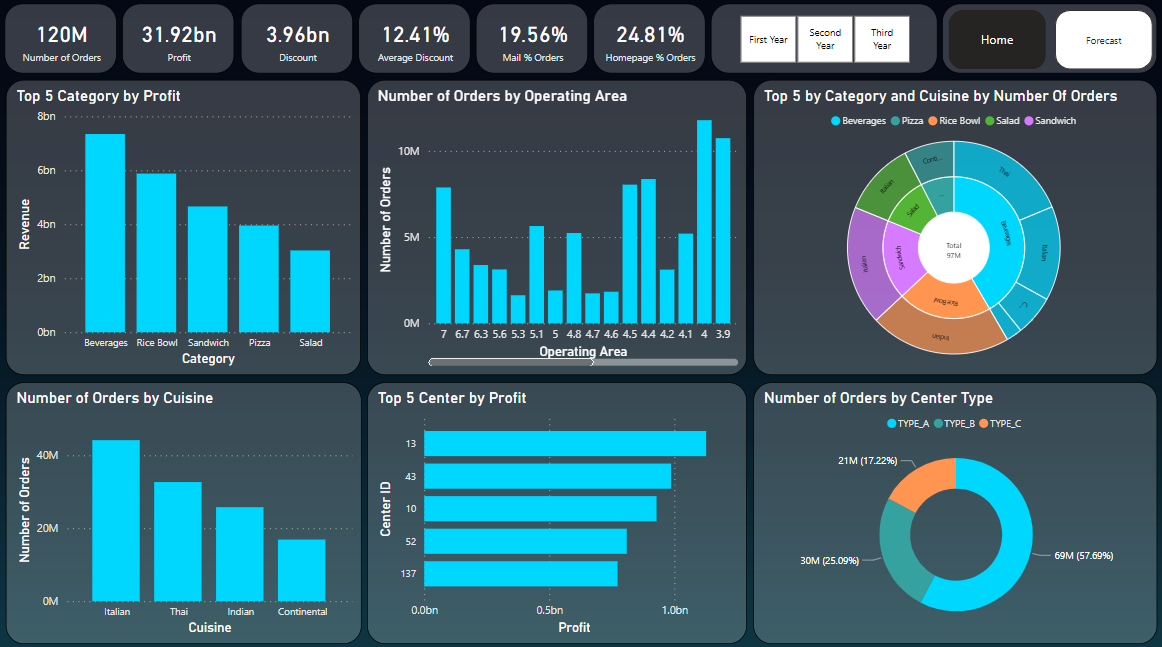 120M
Number of Orders
31.92bn
Profit
3.96bn
Discount
12.41%
Average Discount
19.56%
Mail % Orders
24.81%
Homepage % Orders
First Year
Second
Year
Third
Year
Home
Forecast
Top 5 Category by Profit
8bn
6bn
4bn
2bn
0bn
Revenue
Beverages Rice Bowl Sandwich Pizza Salad
Category
Number of Orders by Operating Area
10M
5M
0M
Number of Orders
7 6.7 6.3 5.6 5.3 5.1 5 4.8 4.7 4.6 4.5 4.4 4.2 4.1 4 3.9
Operating Area
Top 5 by Category and Cuisine by Number Of Orders
Beverages Pizza Rice Bowl Salad Sandwich
Total
97M
Beverages
Rice Bowl
Sandwich
Salad
...
Thai
Italian
C...
Indian
Italian
Italian
Conti...
Number of Orders by Cuisine
40M
20M
0M
Number of Orders
Italian Thai Indian Continental
Cuisine
Top 5 Center by Profit
13
43
10
52
137
Center ID
0.0bn 0.5bn 1.0bn
Profit
Number of Orders by Center Type
TYPE_A TYPE_B TYPE_C
21M (17.22%)
30M (25.09%)
69M (57.69%)